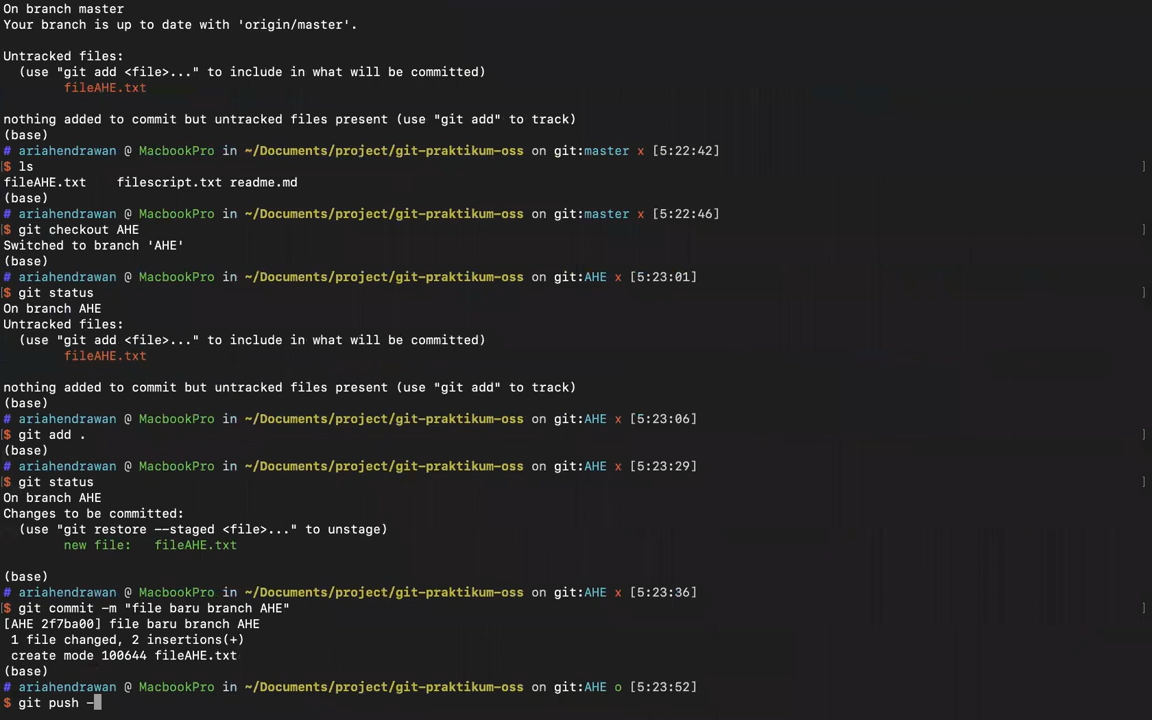 On branch master
Your branch is up to date with 'origin/master'.
Untracked files:
  (use "git add <file>..." to include in what will be committed)
        fileAHE.txt
nothing added to commit but untracked files present (use "git add" to track)
(base)
# ariahendrawan @ MacbookPro in ~/Documents/project/git-praktikum-oss on git:master x [5:22:42]
$ ls
fileAHE.txt    filescript.txt readme.md
(base)
# ariahendrawan @ MacbookPro in ~/Documents/project/git-praktikum-oss on git:master x [5:22:46]
$ git checkout AHE
Switched to branch 'AHE'
(base)
# ariahendrawan @ MacbookPro in ~/Documents/project/git-praktikum-oss on git:AHE x [5:23:01]
$ git status
On branch AHE
Untracked files:
  (use "git add <file>..." to include in what will be committed)
        fileAHE.txt
nothing added to commit but untracked files present (use "git add" to track)
(base)
# ariahendrawan @ MacbookPro in ~/Documents/project/git-praktikum-oss on git:AHE x [5:23:06]
$ git add .
(base)
# ariahendrawan @ MacbookPro in ~/Documents/project/git-praktikum-oss on git:AHE x [5:23:29]
$ git status
On branch AHE
Changes to be committed:
  (use "git restore --staged <file>..." to unstage)
        new file:   fileAHE.txt
(base)
# ariahendrawan @ MacbookPro in ~/Documents/project/git-praktikum-oss on git:AHE x [5:23:36]
$ git commit -m "file baru branch AHE"
[AHE 2f7ba00] file baru branch AHE
 1 file changed, 2 insertions(+)
 create mode 100644 fileAHE.txt
(base)
# ariahendrawan @ MacbookPro in ~/Documents/project/git-praktikum-oss on git:AHE o [5:23:52]
$ git push -